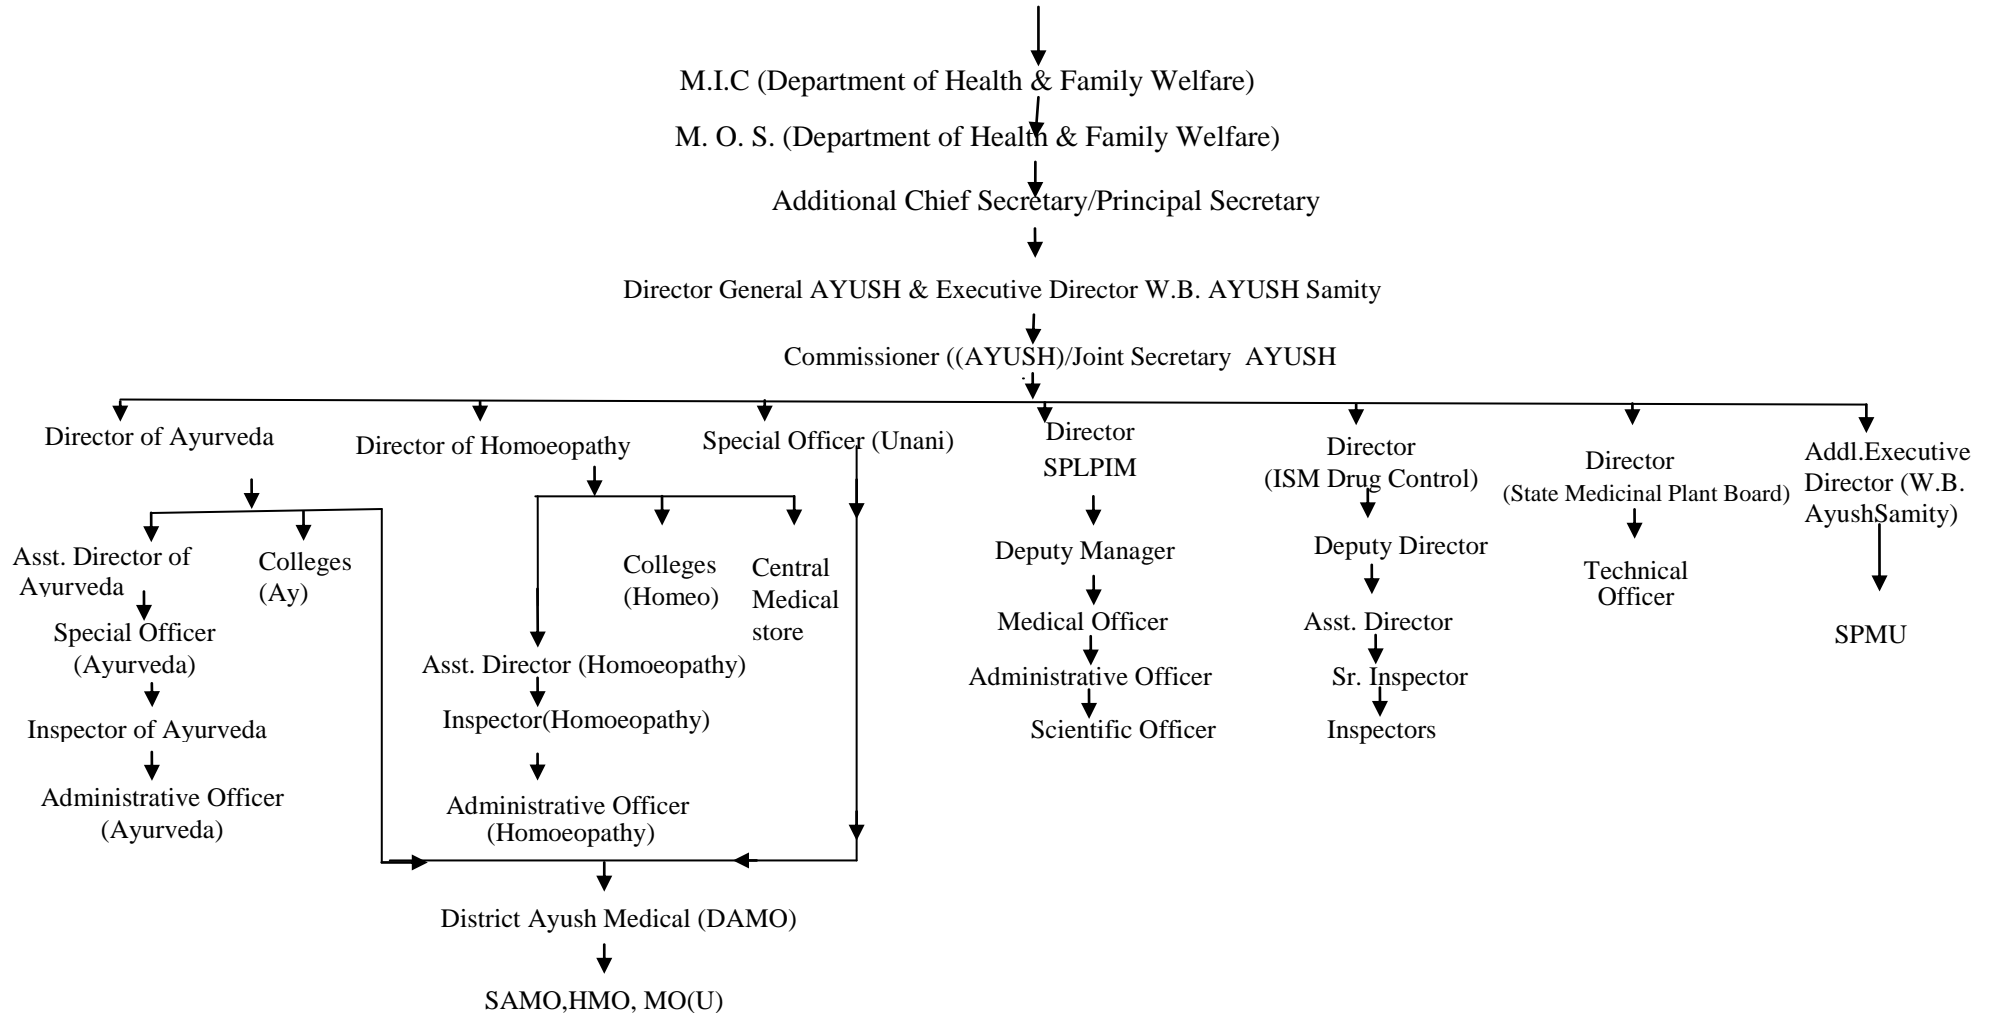 M.I.C (Department of Health & Family Welfare)
M. O. S. (Department of Health & Family Welfare)
Additional Chief Secretary/Principal Secretary
Director General AYUSH & Executive Director W.B. AYUSH Samity
Commissioner ((AYUSH)/Joint Secretary AYUSH
Director of Ayurveda
Asst. Director of
Ayurveda
Special Officer
(Ayurveda)
Inspector of Ayurveda
Administrative Officer
(Ayurveda)
Colleges
(Ay)
Director of Homoeopathy
Colleges
(Homeo)
Central
Medical
store
Asst. Director (Homoeopathy)
Inspector(Homoeopathy)
Administrative Officer
(Homoeopathy)
Special Officer (Unani)
District Ayush Medical (DAMO)
SAMO,HMO, MO(U)
Director
SPLPIM
Deputy Manager
Medical Officer
Administrative Officer
Scientific Officer
Director
(ISM Drug Control)
Deputy Director
Asst. Director
Sr. Inspector
Inspectors
Director
(State Medicinal Plant Board)
Technical
Officer
Addl.Executive
Director (W.B.
AyushSamity)
SPMU